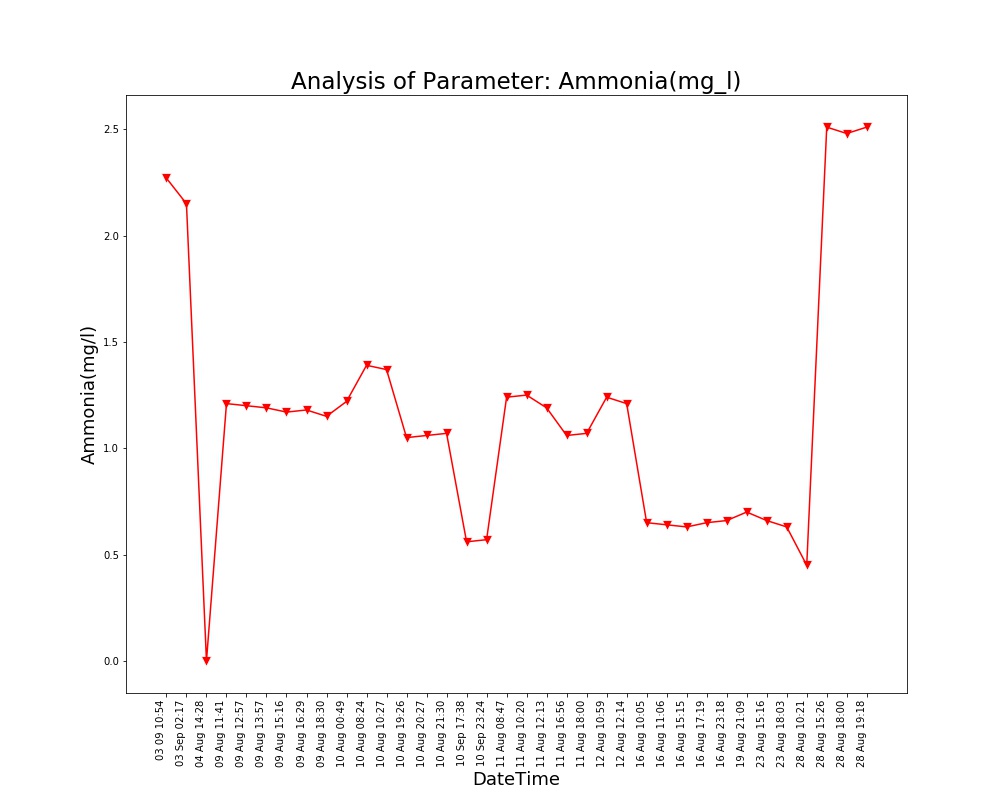 Analysis of Parameter: Ammonia(mg_l)
Ammonia(mg/l)
2.5
2.0
1.5
1.0
0.5
0.0
03 09 10:54
03 Sep 02:17
04 Aug 14:28
09 Aug 11:41
09 Aug 12:57
09 Aug 13:57
09 Aug 15:16
09 Aug 16:29
09 Aug 18:30
10 Aug 00:49
10 Aug 08:24
10 Aug 10:27
10 Aug 19:26
10 Aug 20:27
10 Aug 21:30
10 Sep 17:38
10 Sep 23:24
11 Aug 08:47
11 Aug 10:20
11 Aug 12:13
11 Aug 16:56
11 Aug 18:00
12 Aug 10:59
12 Aug 12:14
16 Aug 10:05
16 Aug 11:06
16 Aug 15:15
16 Aug 17:19
16 Aug 23:18
19 Aug 21:09
23 Aug 15:16
23 Aug 18:03
28 Aug 10:21
28 Aug 15:26
28 Aug 18:00
28 Aug 19:18
DateTime